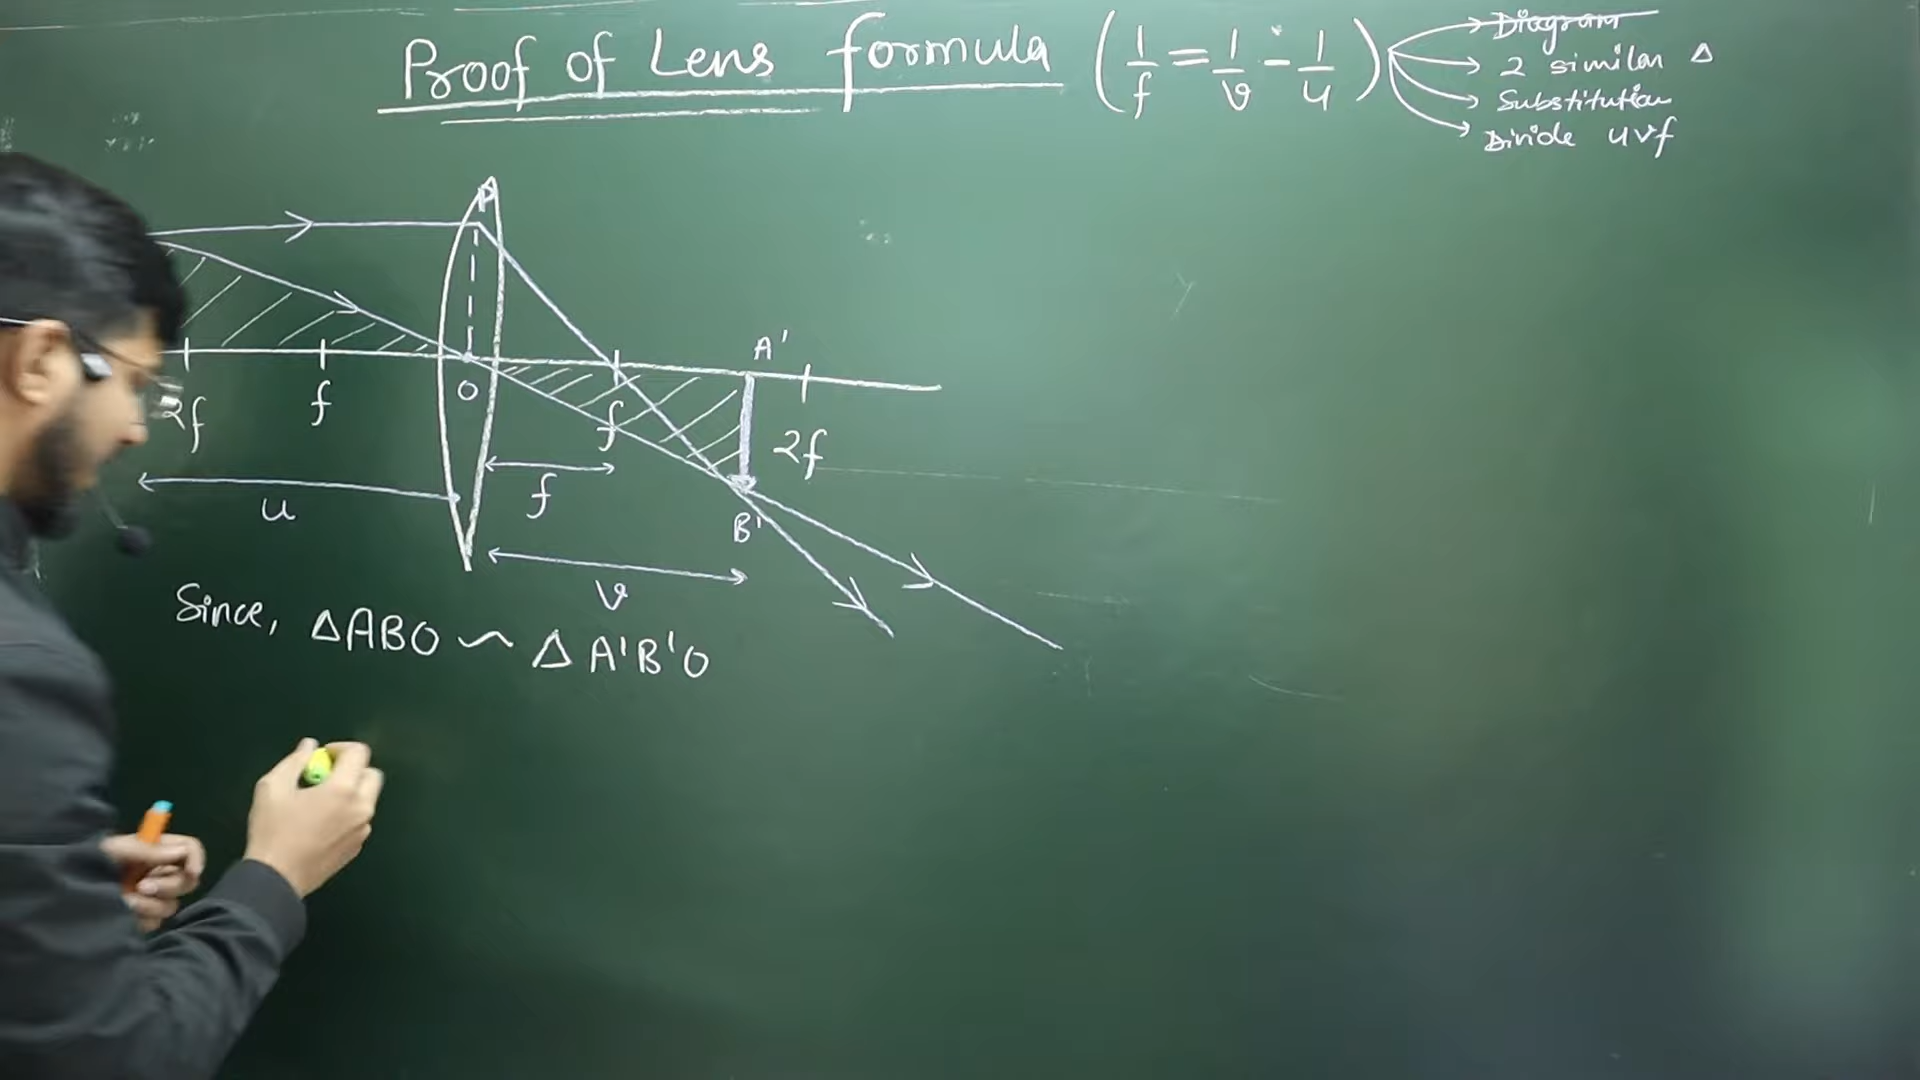 Proof of Lens formula (1/f = 1/v - 1/u)
Diagram
2 similar Δ
Substitution
Divide uvf
P
A'
O
2f
f
f
2f
u
f
B'
v
Since, ΔABO ~ ΔA'B'O